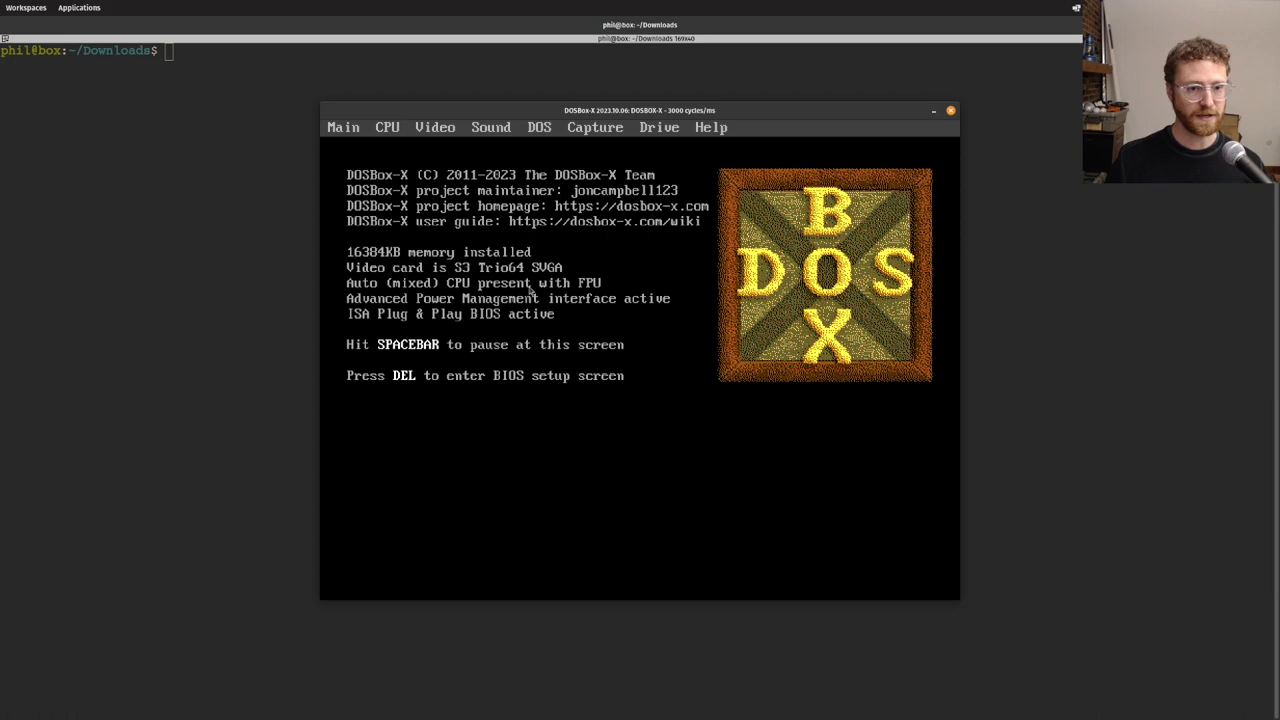 Workspaces Applications
phil@box: ~/Downloads
phil@box: ~/Downloads 169x40
phil@box:~/Downloads$
DOSBox-X 2023.10.06: DOSBOX-X - 3000 cycles/ms
Main CPU Video Sound DOS Capture Drive Help
DOSBox-X (C) 2011-2023 The DOSBox-X Team
DOSBox-X project maintainer: joncampbell123
DOSBox-X project homepage: https://dosbox-x.com
DOSBox-X user guide: https://dosbox-x.com/wiki
16384KB memory installed
Video card is S3 Trio64 SVGA
Auto (mixed) CPU present with FPU
Advanced Power Management interface active
ISA Plug & Play BIOS active
Hit SPACEBAR to pause at this screen
Press DEL to enter BIOS setup screen
B
DOS
X